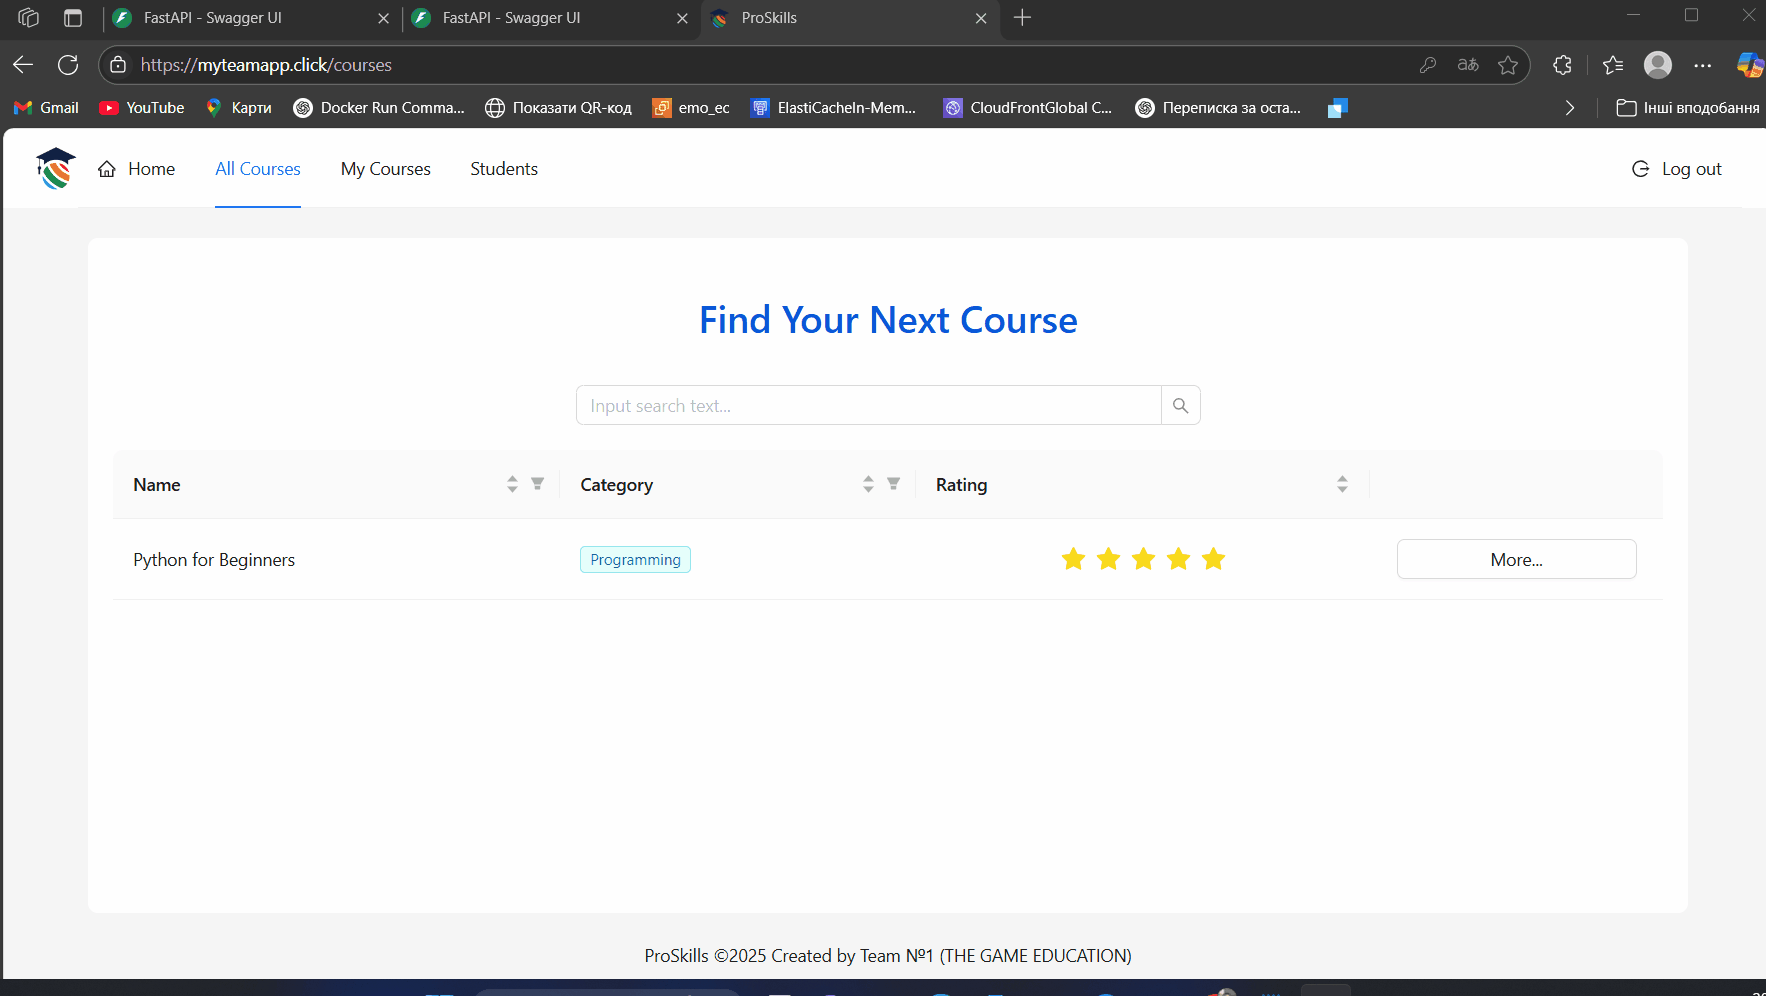 FastAPI - Swagger UI FastAPI - Swagger UI ProSkills
https://myteamapp.click/courses
Gmail YouTube Карти Docker Run Comma... Показати QR-код emo_ec ElastiCacheIn-Mem... CloudFrontGlobal C... Переписка за оста... Інші вподобання
Home All Courses My Courses Students Log out
Find Your Next Course
Input search text...
Name Category Rating
Python for Beginners Programming More...
ProSkills ©2025 Created by Team №1 (THE GAME EDUCATION)